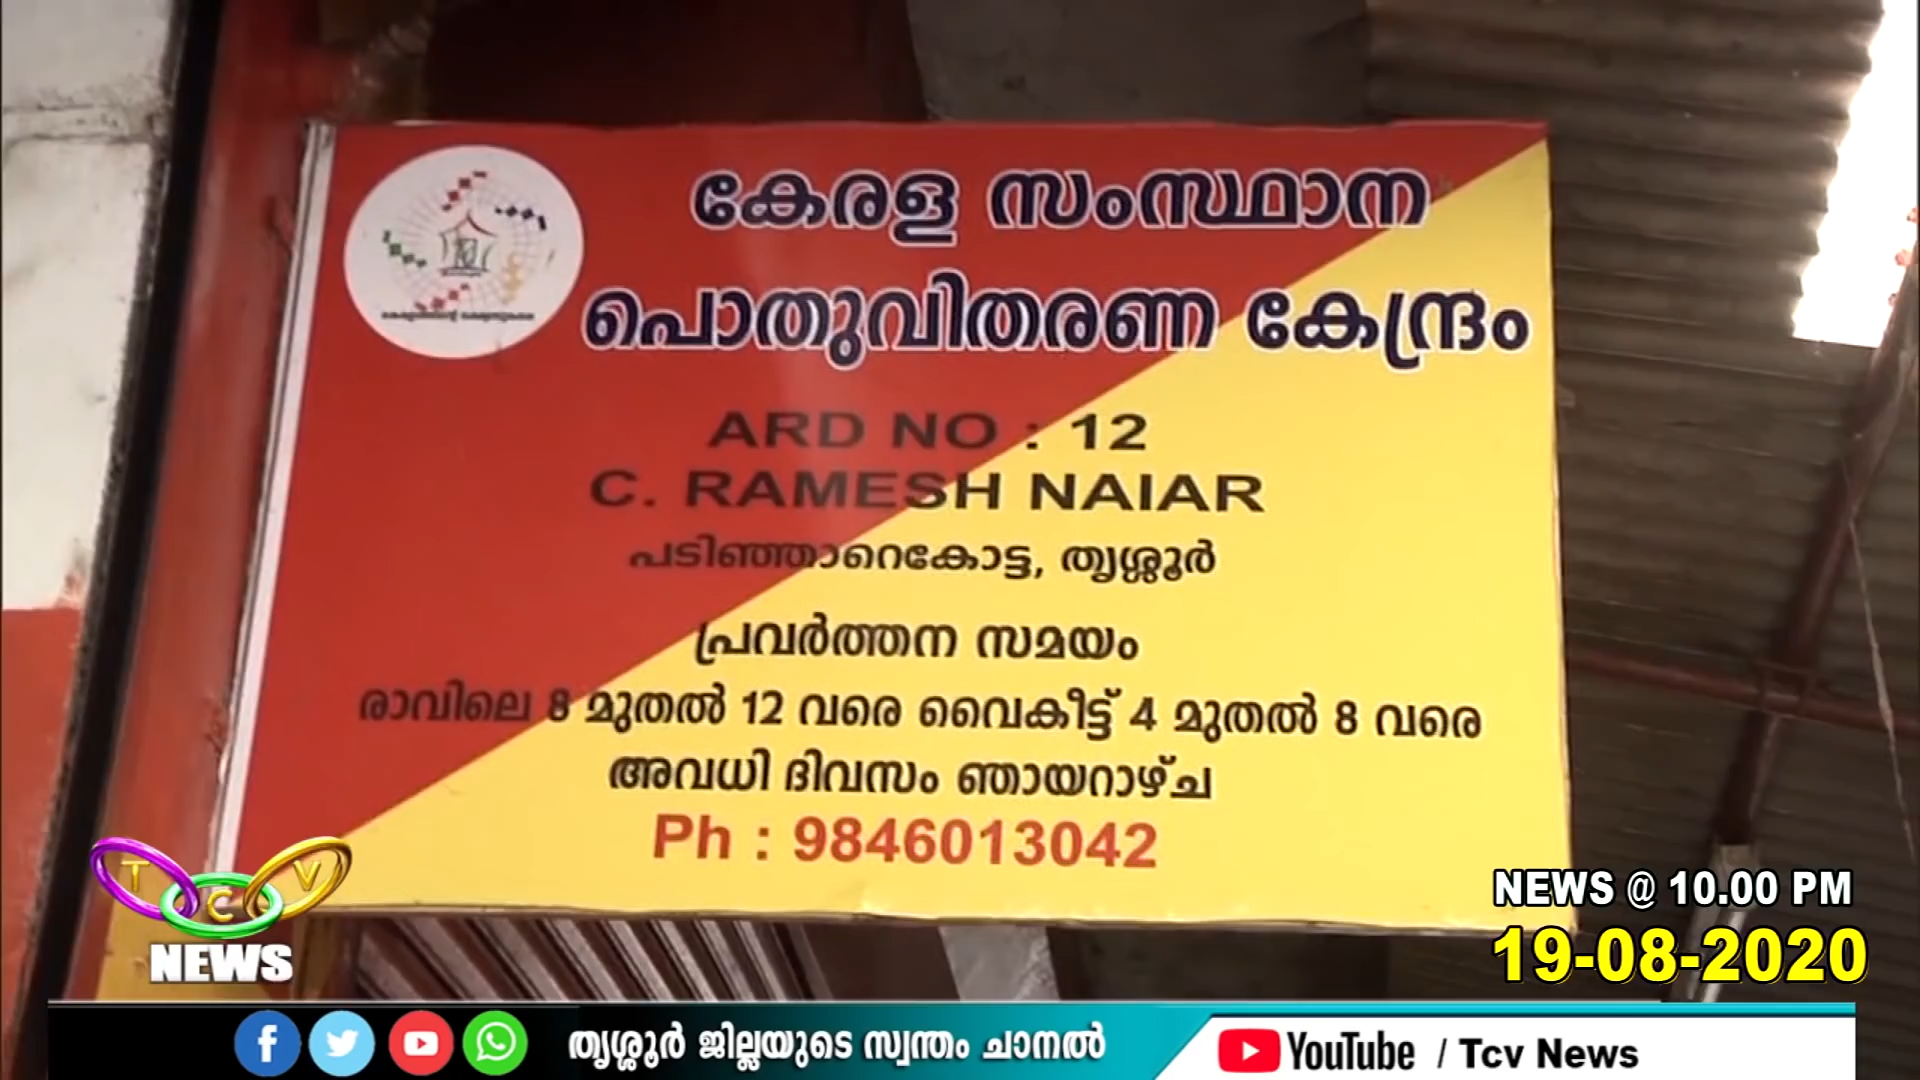 കേരള സംസ്ഥാന
പൊതുവിതരണ കേന്ദ്രം
ARD NO : 12
C. RAMESH NAIAR
പടിഞ്ഞാറെകോട്ട, തൃശ്ശൂർ
പ്രവർത്തന സമയം
രാവിലെ 8 മുതൽ 12 വരെ വൈകീട്ട് 4 മുതൽ 8 വരെ
അവധി ദിവസം ഞായറാഴ്ച
Ph : 9846013042
T C V
NEWS
NEWS @ 10.00 PM
19-08-2020
തൃശ്ശൂർ ജില്ലയുടെ സ്വന്തം ചാനൽ
YouTube / Tcv News